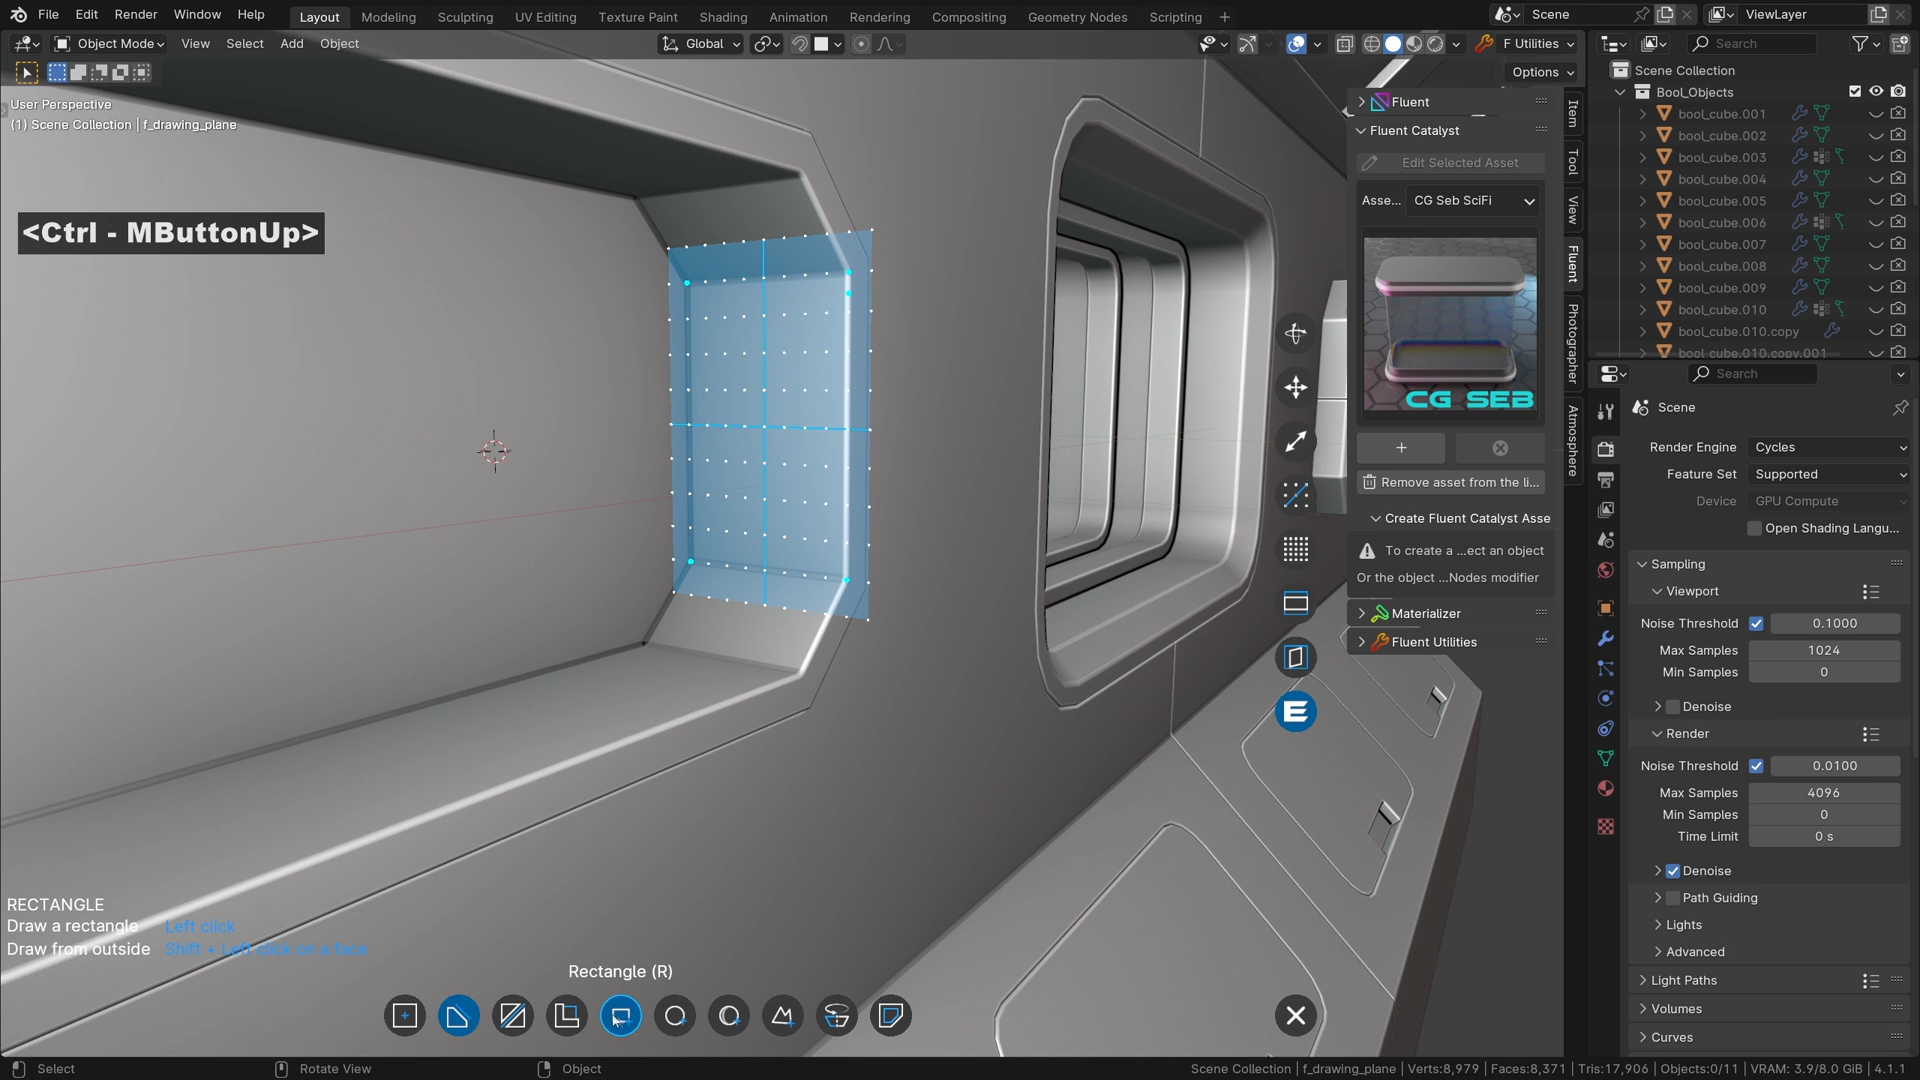 File Edit Render Window Help
Layout Modeling Sculpting UV Editing Texture Paint Shading Animation Rendering Compositing Geometry Nodes Scripting
Scene
ViewLayer
Object Mode View Select Add Object
Global
F Utilities
Search
Options
User Perspective
(1) Scene Collection | f_drawing_plane
<Ctrl - MButtonUp>
Fluent
Fluent Catalyst
Edit Selected Asset
Asse... CG Seb SciFi
CG SEB
Remove asset from the li...
Create Fluent Catalyst Asse
To create a ...ect an object
Or the object ...Nodes modifier
Materializer
Fluent Utilities
Item
Tool
View
Fluent
Photographer
Atmosphere
Scene Collection
Bool_Objects
bool_cube.001
bool_cube.002
bool_cube.003
bool_cube.004
bool_cube.005
bool_cube.006
bool_cube.007
bool_cube.008
bool_cube.009
bool_cube.010
bool_cube.010.copy
bool_cube.010.copy.001
Search
Scene
Render Engine Cycles
Feature Set Supported
Device GPU Compute
Open Shading Langu...
Sampling
Viewport
Noise Threshold 0.1000
Max Samples 1024
Min Samples 0
Denoise
Render
Noise Threshold 0.0100
Max Samples 4096
Min Samples 0
Time Limit 0 s
Denoise
Path Guiding
Lights
Advanced
Light Paths
Volumes
Curves
RECTANGLE
Draw a rectangle Left click
Draw from outside Shift + Left click on a face
Rectangle (R)
Select Rotate View Object
Scene Collection | f_drawing_plane | Verts:8,979 | Faces:8,371 | Tris:17,906 | Objects:0/11 | VRAM: 3.9/8.0 GiB | 4.1.1